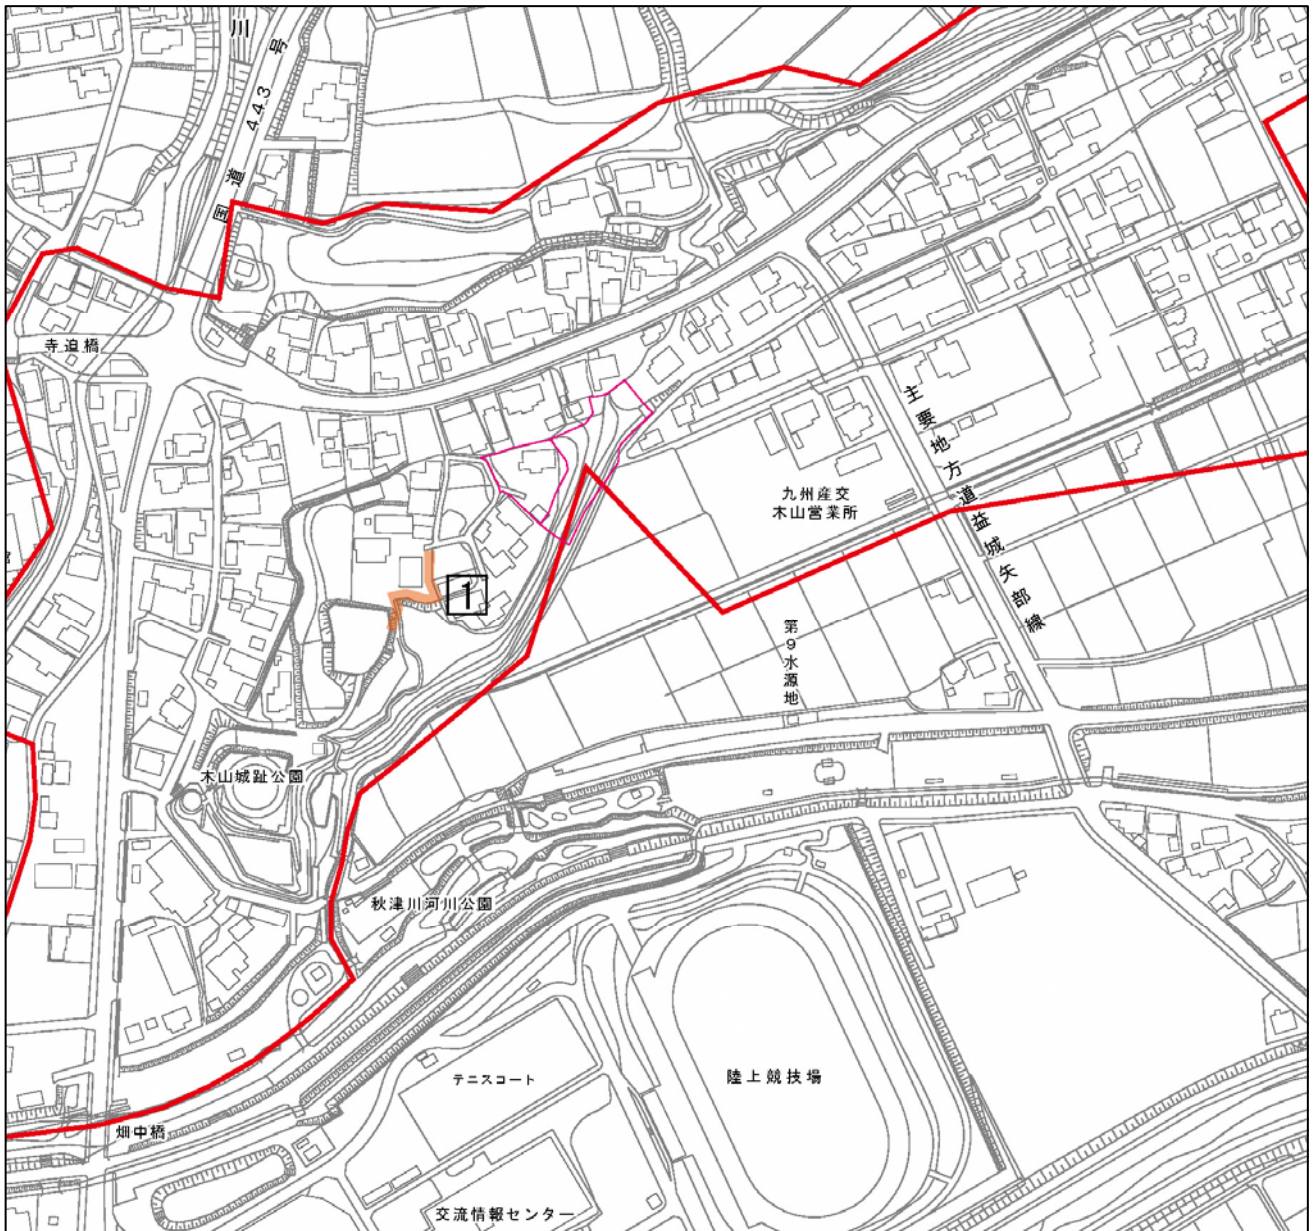 川
国道443号
寺迫橋
主要地方道益城矢部線
九州産交
木山営業所
1
第9水源地
木山城趾公園
秋津川河川公園
テニスコート
陸上競技場
畑中橋
交流情報センター